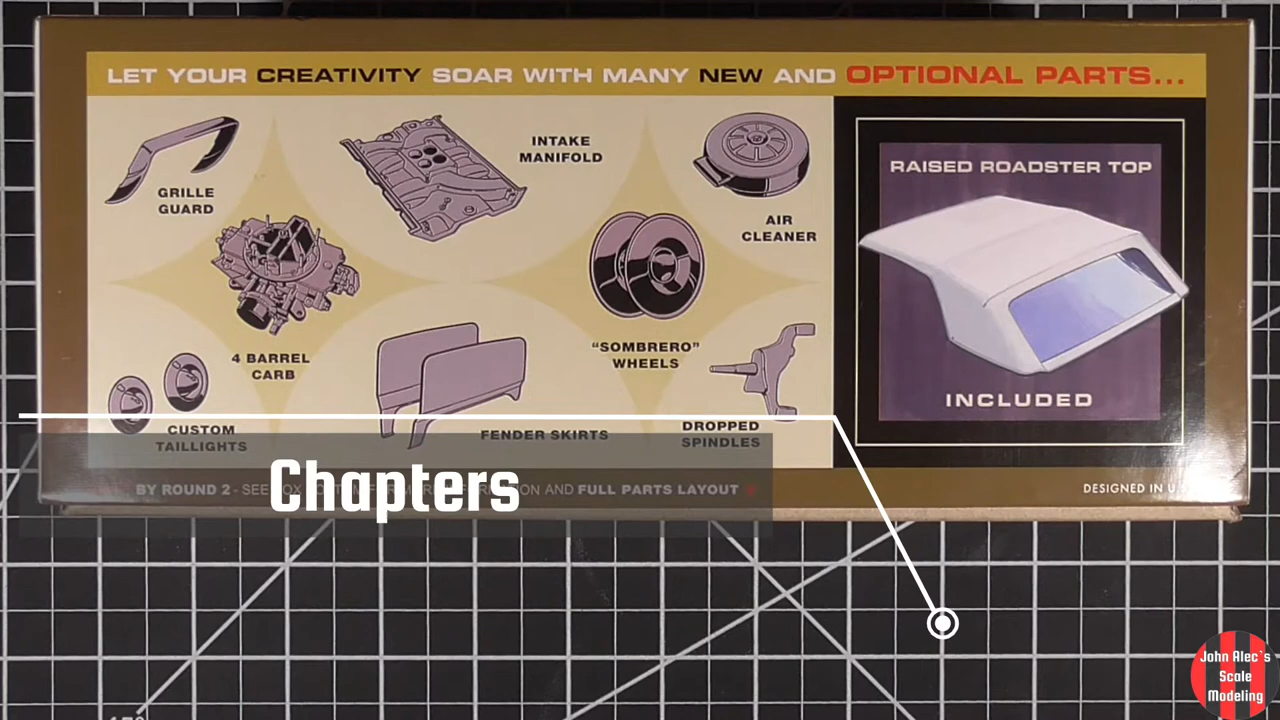 LET YOUR CREATIVITY SOAR WITH MANY NEW AND OPTIONAL PARTS...
GRILLE
GUARD
INTAKE
MANIFOLD
AIR
CLEANER
4 BARREL
CARB
"SOMBRERO"
WHEELS
CUSTOM
TAILLIGHTS
FENDER SKIRTS
DROPPED
SPINDLES
RAISED ROADSTER TOP
INCLUDED
BY ROUND 2 - SEE AND FULL PARTS LAYOUT
DESIGNED IN
Chapters
John Alec's
Scale
Modeling